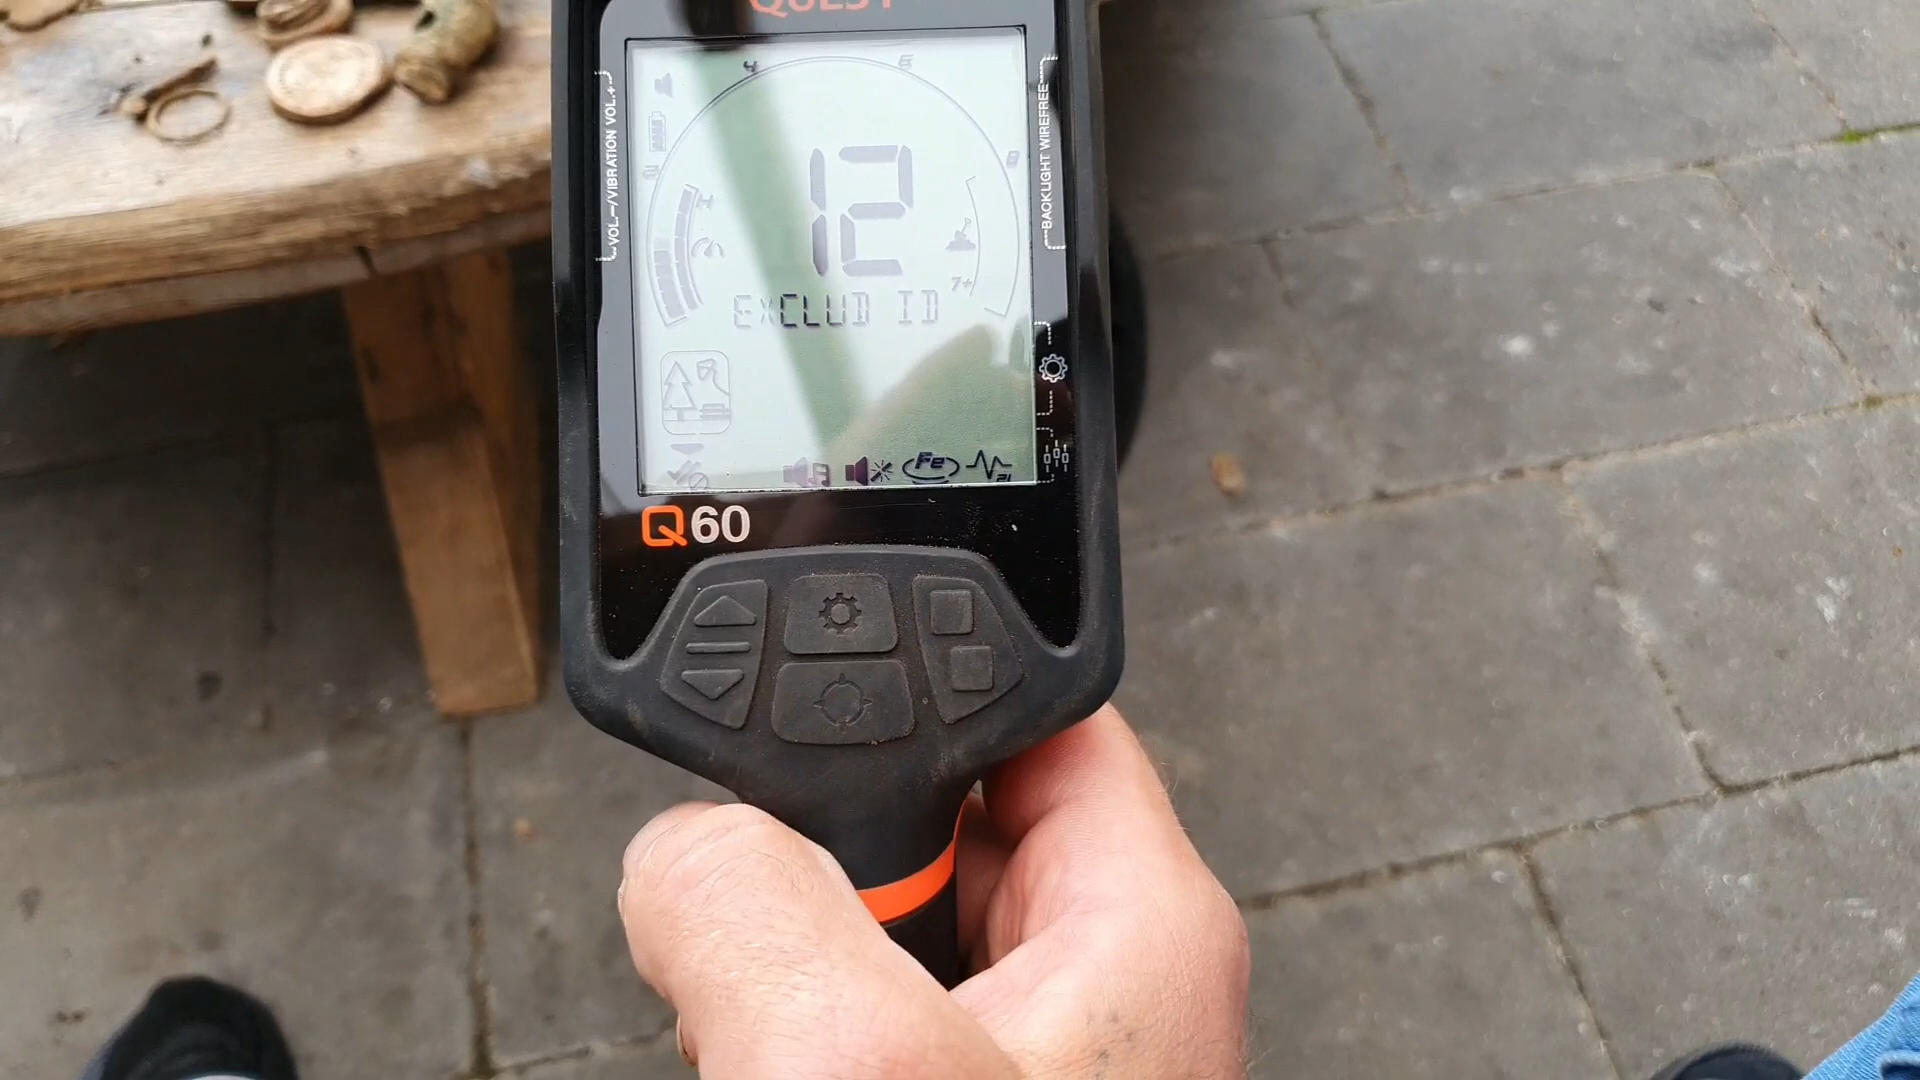 QUEST
VOL.-/VIBRATION VOL.+
BACKLIGHT WIREFREE
12
7+
EXCLUD ID
Fe
Q60